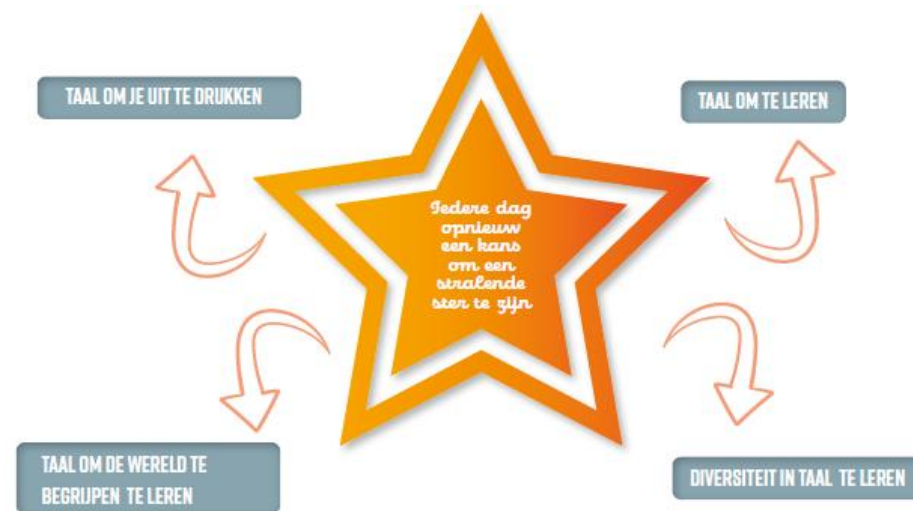 TAAL OM JE UIT TE DRUKKEN
TAAL OM TE LEREN
Iedere dag
opnieuw
een kans
om een
stralende
ster te zijn
TAAL OM DE WERELD TE
BEGRIJPEN TE LEREN
DIVERSITEIT IN TAAL TE LEREN